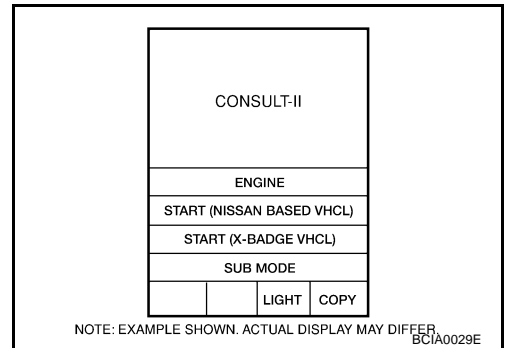 CONSULT-II
ENGINE
START (NISSAN BASED VHCL)
START (X-BADGE VHCL)
SUB MODE
LIGHT COPY
NOTE: EXAMPLE SHOWN. ACTUAL DISPLAY MAY DIFFER.
BCIA0029E